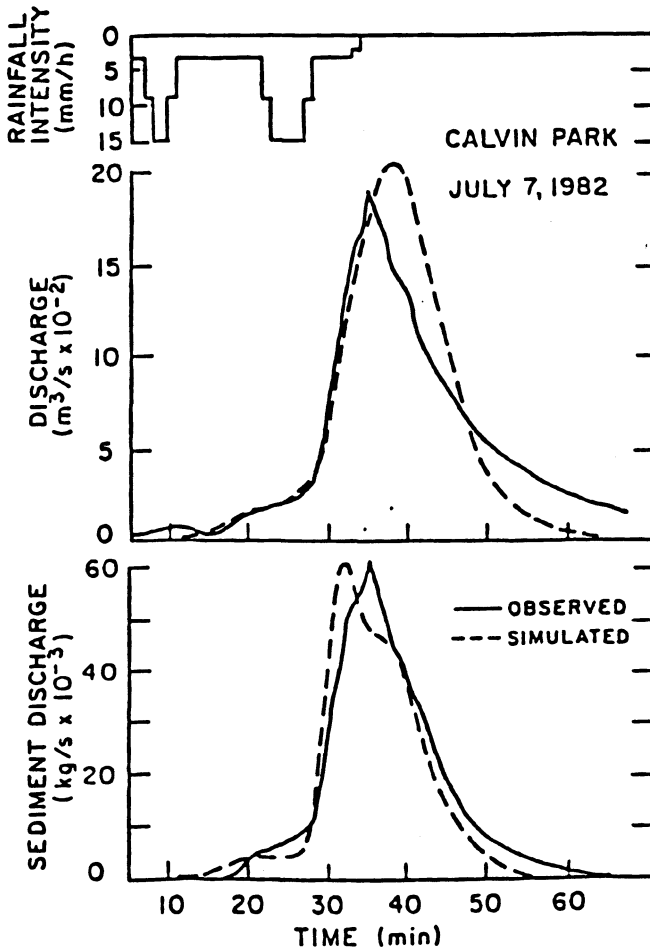 RAINFALL
INTENSITY
(mm/h)
0
5
10
15
CALVIN PARK
JULY 7, 1982
DISCHARGE
(m³/s x 10⁻²)
20
15
10
5
0
SEDIMENT DISCHARGE
(kg/s x 10⁻³)
60
40
20
0
OBSERVED
SIMULATED
10 20 30 40 50 60
TIME (min)